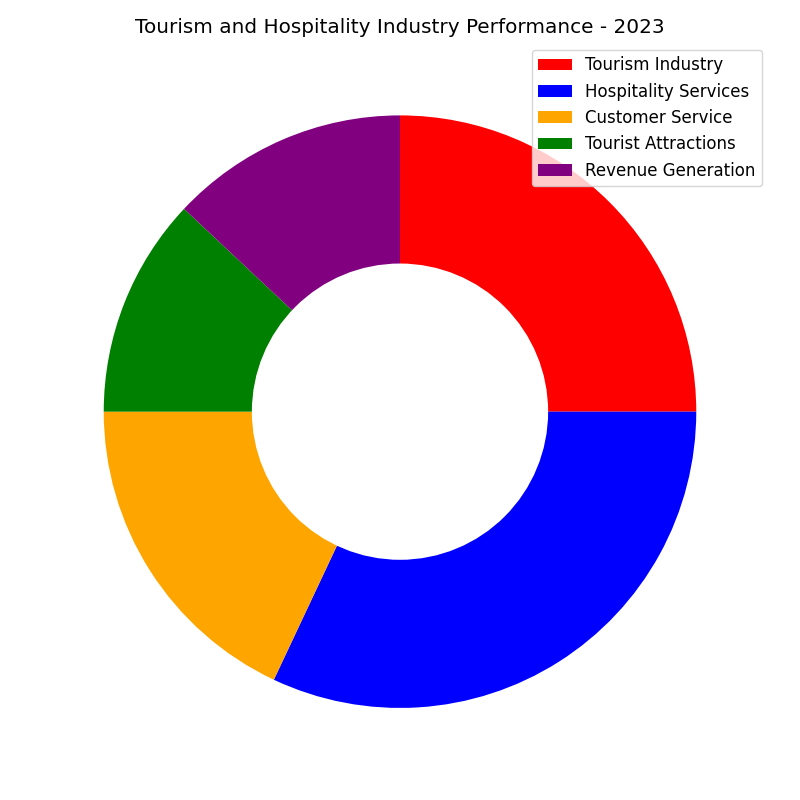 Tourism and Hospitality Industry Performance - 2023
Tourism Industry
Hospitality Services
Customer Service
Tourist Attractions
Revenue Generation